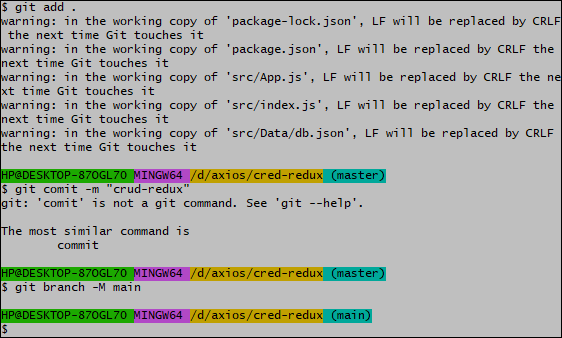 $ git add .
warning: in the working copy of 'package-lock.json', LF will be replaced by CRLF
 the next time Git touches it
warning: in the working copy of 'package.json', LF will be replaced by CRLF the
next time Git touches it
warning: in the working copy of 'src/App.js', LF will be replaced by CRLF the ne
xt time Git touches it
warning: in the working copy of 'src/index.js', LF will be replaced by CRLF the
next time Git touches it
warning: in the working copy of 'src/Data/db.json', LF will be replaced by CRLF
the next time Git touches it
HP@DESKTOP-87OGL7O MINGW64 /d/axios/cred-redux (master)
$ git comit -m "crud-redux"
git: 'comit' is not a git command. See 'git --help'.
The most similar command is
        commit
HP@DESKTOP-87OGL7O MINGW64 /d/axios/cred-redux (master)
$ git branch -M main
HP@DESKTOP-87OGL7O MINGW64 /d/axios/cred-redux (main)
$